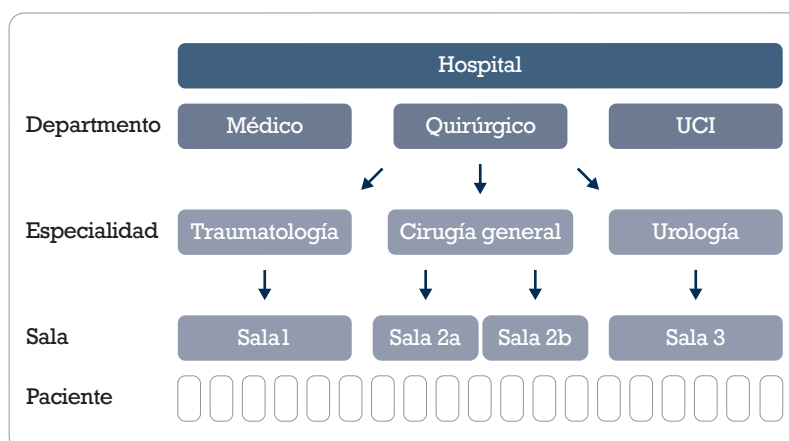 Hospital
Departmento Médico Quirúrgico UCI
Especialidad Traumatología Cirugía general Urología
Sala Sala1 Sala 2a Sala 2b Sala 3
Paciente